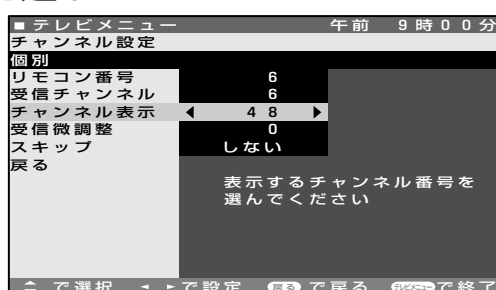 ■テレビメニュー 午前 9時00分
チャンネル設定
個別
リモコン番号 6
受信チャンネル 6
チャンネル表示 ◀ 48 ▶
受信微調整 0
スキップ しない
戻る
表示するチャンネル番号を
選んでください
で選択 ◀ ▶で設定 戻る で戻る で終了